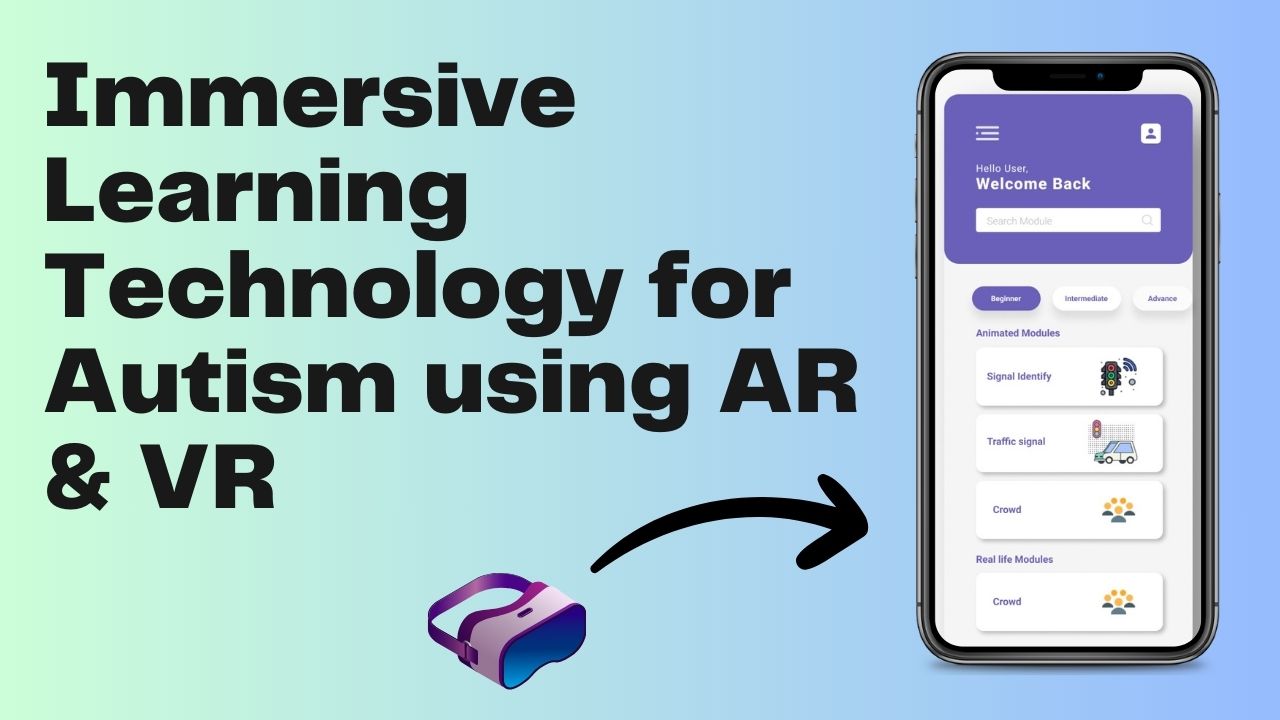 Immersive
Learning
Technology for
Autism using AR
& VR
Hello User,
Welcome Back
Search Module
Beginner Intermediate Advance
Animated Modules
Signal Identify
Traffic signal
Crowd
Real life Modules
Crowd